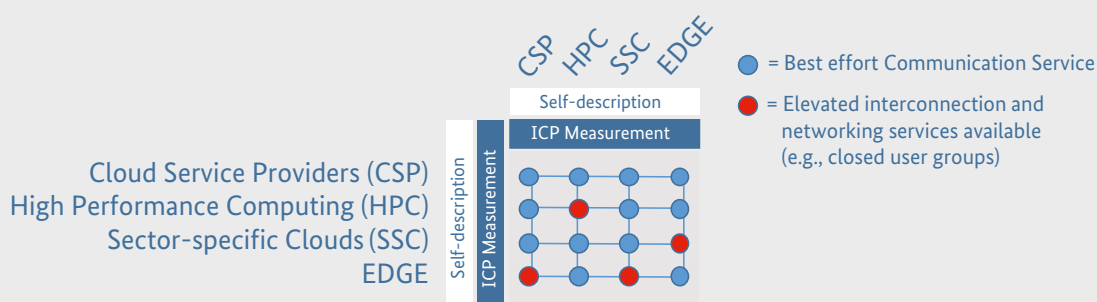 CSP HPC SSC EDGE
Self-description
ICP Measurement
= Best effort Communication Service
= Elevated interconnection and
networking services available
(e.g., closed user groups)
Cloud Service Providers (CSP)
High Performance Computing (HPC)
Sector-specific Clouds (SSC)
EDGE
Self-description
ICP Measurement